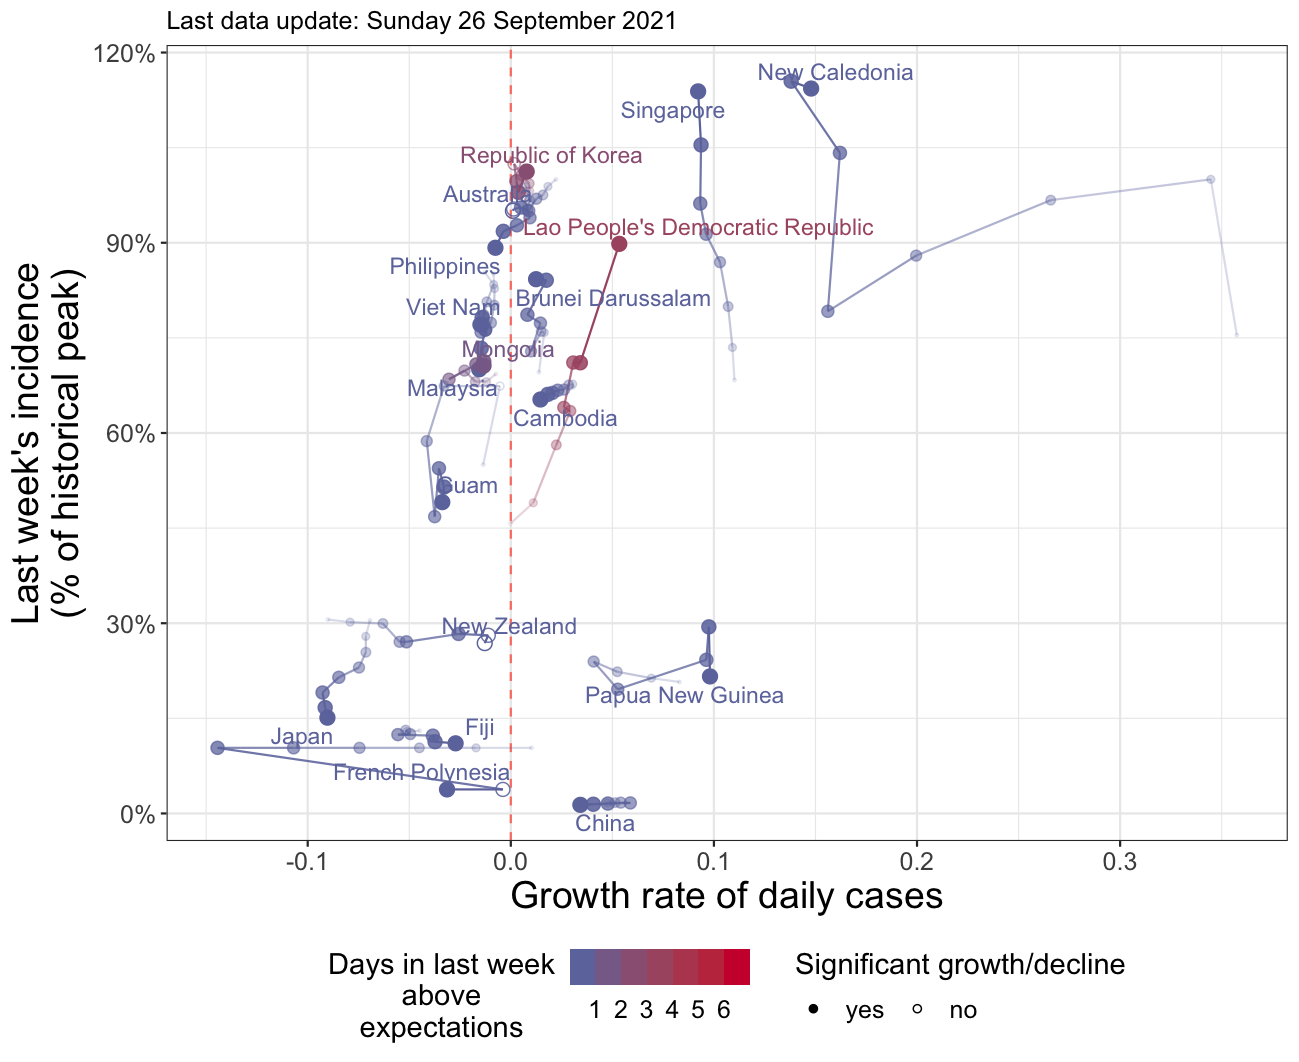 Last data update: Sunday 26 September 2021
Last week's incidence
(% of historical peak)
120%
90%
60%
30%
0%
New Caledonia
Singapore
Republic of Korea
Australia
Lao People's Democratic Republic
Philippines
Brunei Darussalam
Viet Nam
Mongolia
Malaysia
Cambodia
Guam
New Zealand
Papua New Guinea
Fiji
Japan
French Polynesia
China
-0.1 0.0 0.1 0.2 0.3
Growth rate of daily cases
Days in last week
above
expectations
1 2 3 4 5 6
Significant growth/decline
yes no